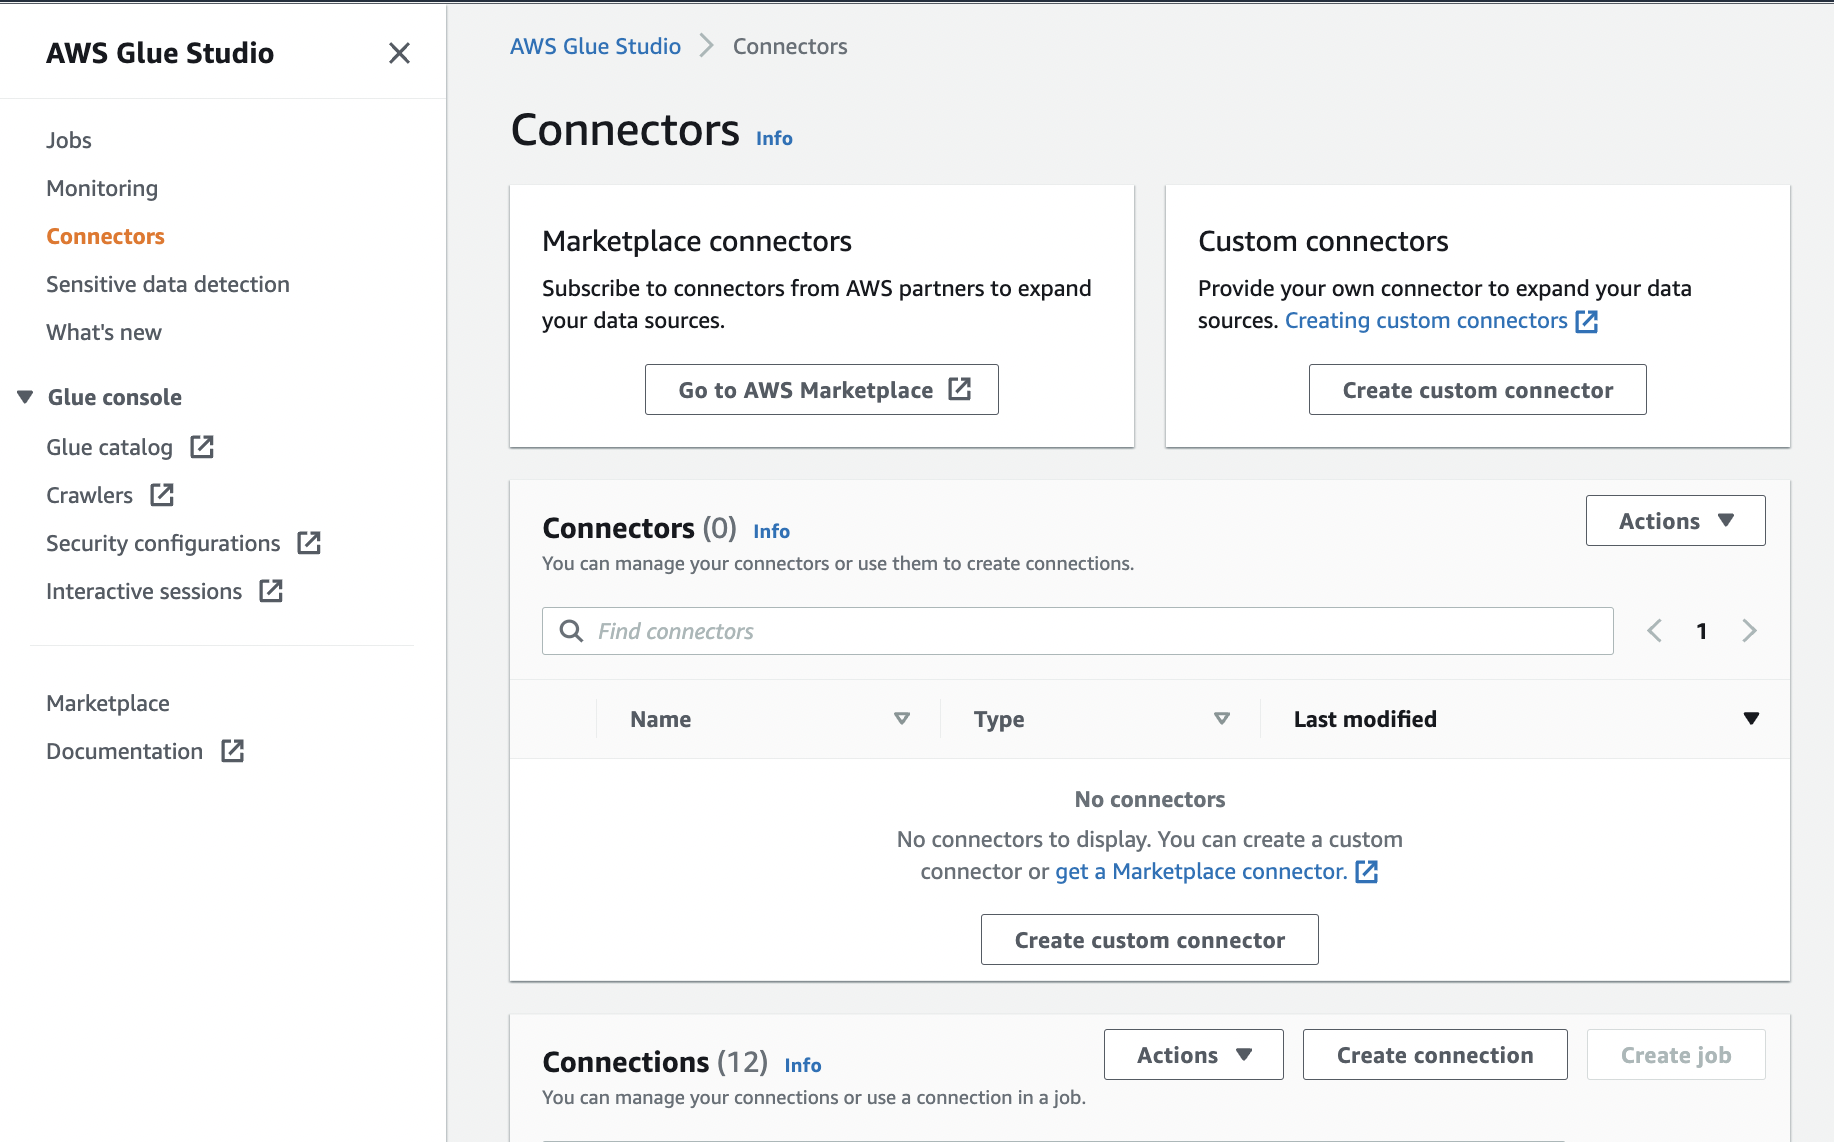 AWS Glue Studio
Jobs
Monitoring
Connectors
Sensitive data detection
What's new
Glue console
Glue catalog
Crawlers
Security configurations
Interactive sessions
Marketplace
Documentation
AWS Glue Studio > Connectors
Connectors Info
Marketplace connectors
Subscribe to connectors from AWS partners to expand
your data sources.
Go to AWS Marketplace
Custom connectors
Provide your own connector to expand your data
sources. Creating custom connectors
Create custom connector
Connectors (0) Info
Actions
You can manage your connectors or use them to create connections.
Find connectors
1
Name Type Last modified
No connectors
No connectors to display. You can create a custom
connector or get a Marketplace connector.
Create custom connector
Connections (12) Info
Actions Create connection Create job
You can manage your connections or use a connection in a job.